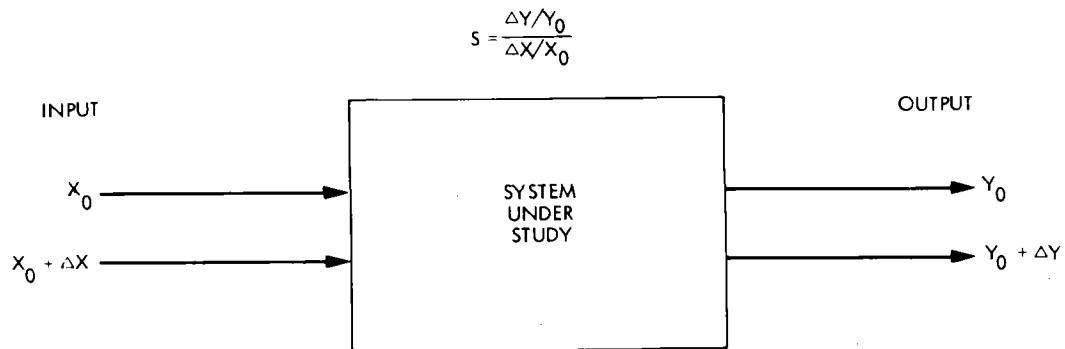 S = ΔY/Y₀ / ΔX/X₀
INPUT
OUTPUT
X₀
X₀ + ΔX
SYSTEM
UNDER
STUDY
Y₀
Y₀ + ΔY